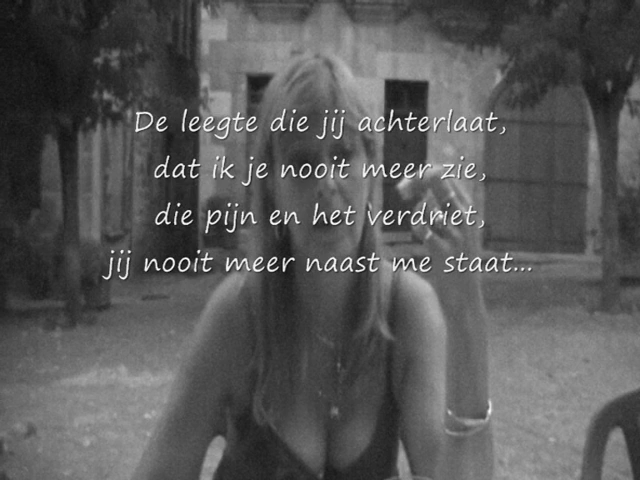 De leegte die jij achterlaat,
dat ik je nooit meer zie,
die pijn en het verdriet,
jij nooit meer naast me staat...